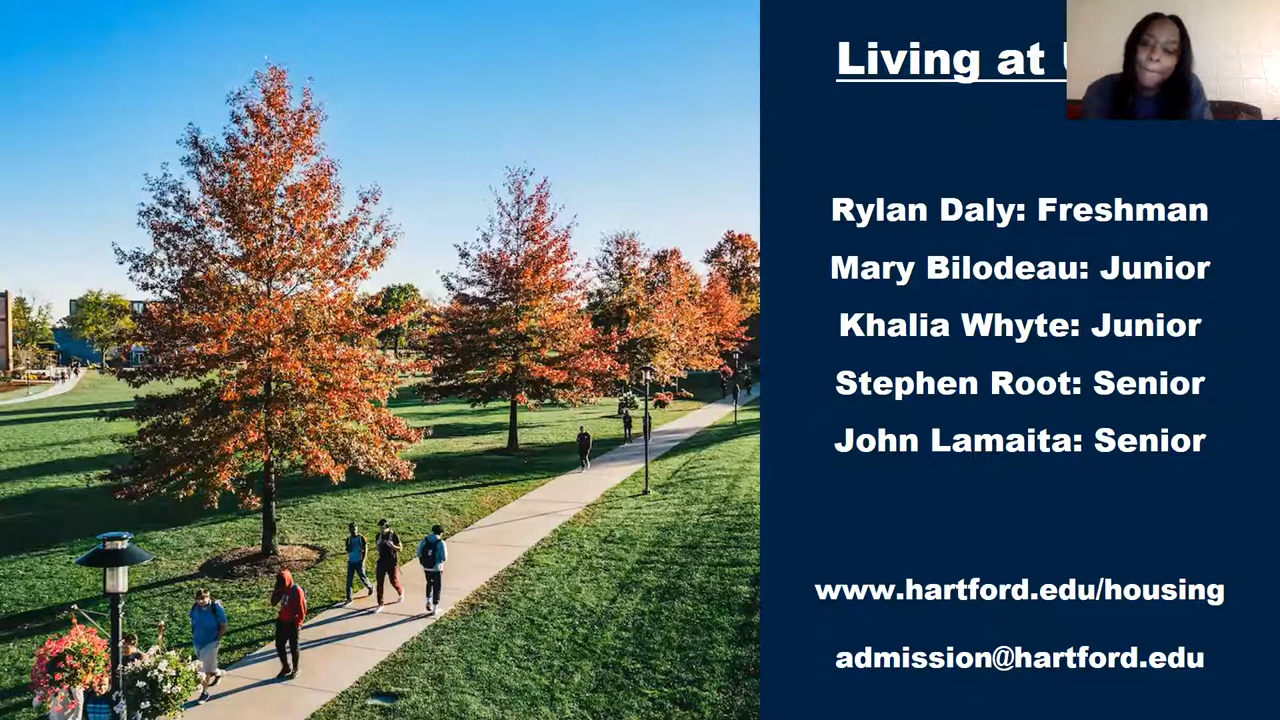 Living at
Rylan Daly: Freshman
Mary Bilodeau: Junior
Khalia Whyte: Junior
Stephen Root: Senior
John Lamaita: Senior
www.hartford.edu/housing
admission@hartford.edu